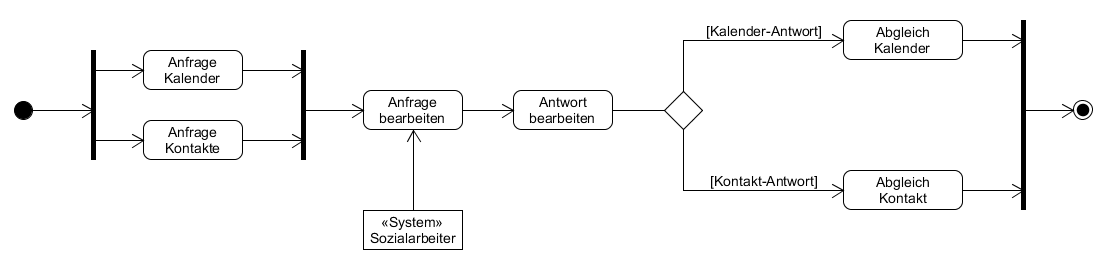 Anfrage
Kalender
Anfrage
Kontakte
Anfrage
bearbeiten
«System»
Sozialarbeiter
Antwort
bearbeiten
[Kalender-Antwort]
Abgleich
Kalender
[Kontakt-Antwort]
Abgleich
Kontakt